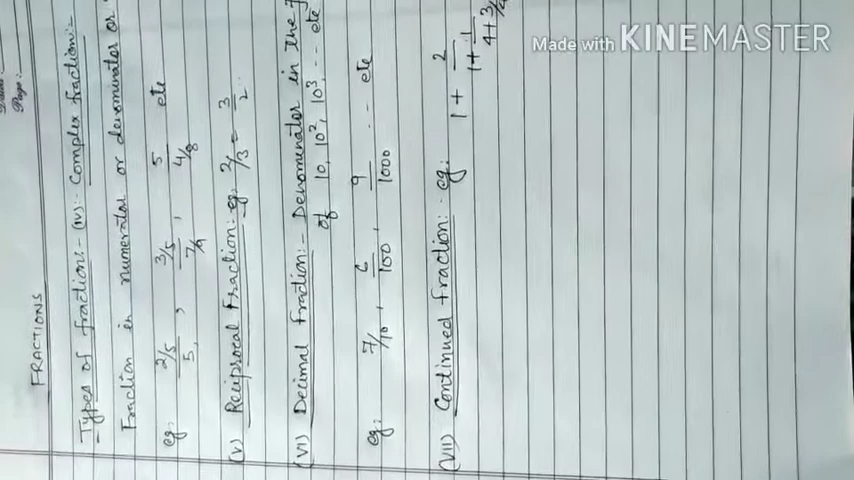 Page:
FRACTIONS
- Types of fraction:- (iv):- Complex fraction:-
Fraction in numerator or denominator or
eg: 2/5/5, 3/5/7/9, 5/4/8 etc
(V) Reciprocal Fraction: eg: 2/3 = 3/2.
(VI) Decimal Fraction:- Denominator in the
of 10, 10², 10³, ... etc
eg: 7/10, 6/100, 9/1000 ... etc
(VII) Continued Fraction:- eg: 1 + 2/1+1/4+3/
Made with KINEMASTER